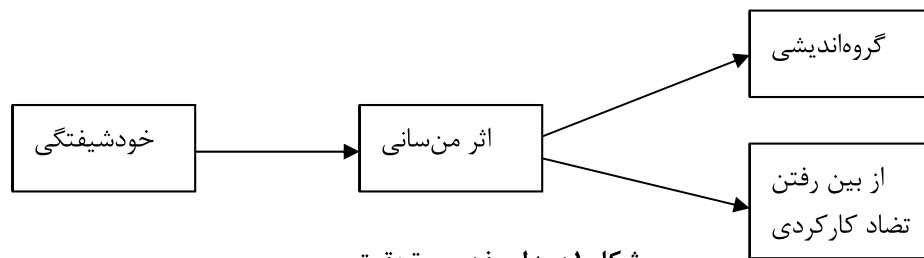 گروه‌اندیشی
خودشیفتگی
اثر من‌سانی
از بین رفتن
تضاد کارکردی